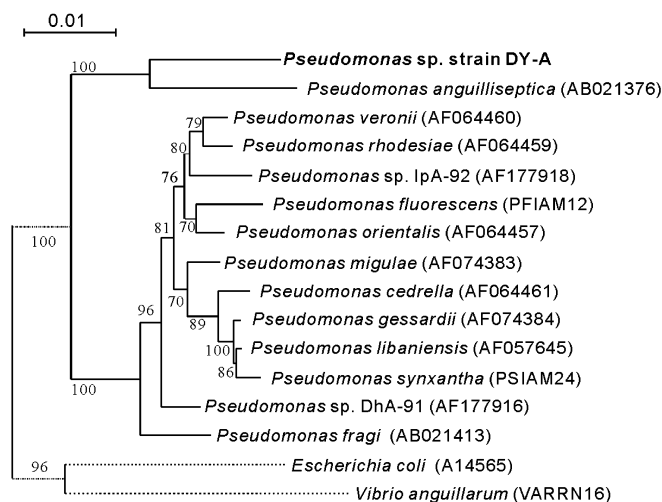 0.01
100
Pseudomonas sp. strain DY-A
Pseudomonas anguilliseptica (AB021376)
79
Pseudomonas veronii (AF064460)
80
Pseudomonas rhodesiae (AF064459)
76
Pseudomonas sp. IpA-92 (AF177918)
Pseudomonas fluorescens (PFIAM12)
81
70
Pseudomonas orientalis (AF064457)
100
Pseudomonas migulae (AF074383)
70
Pseudomonas cedrella (AF064461)
96
89
Pseudomonas gessardii (AF074384)
100
Pseudomonas libaniensis (AF057645)
86
Pseudomonas synxantha (PSIAM24)
100
Pseudomonas sp. DhA-91 (AF177916)
Pseudomonas fragi (AB021413)
96
Escherichia coli (A14565)
Vibrio anguillarum (VARRN16)